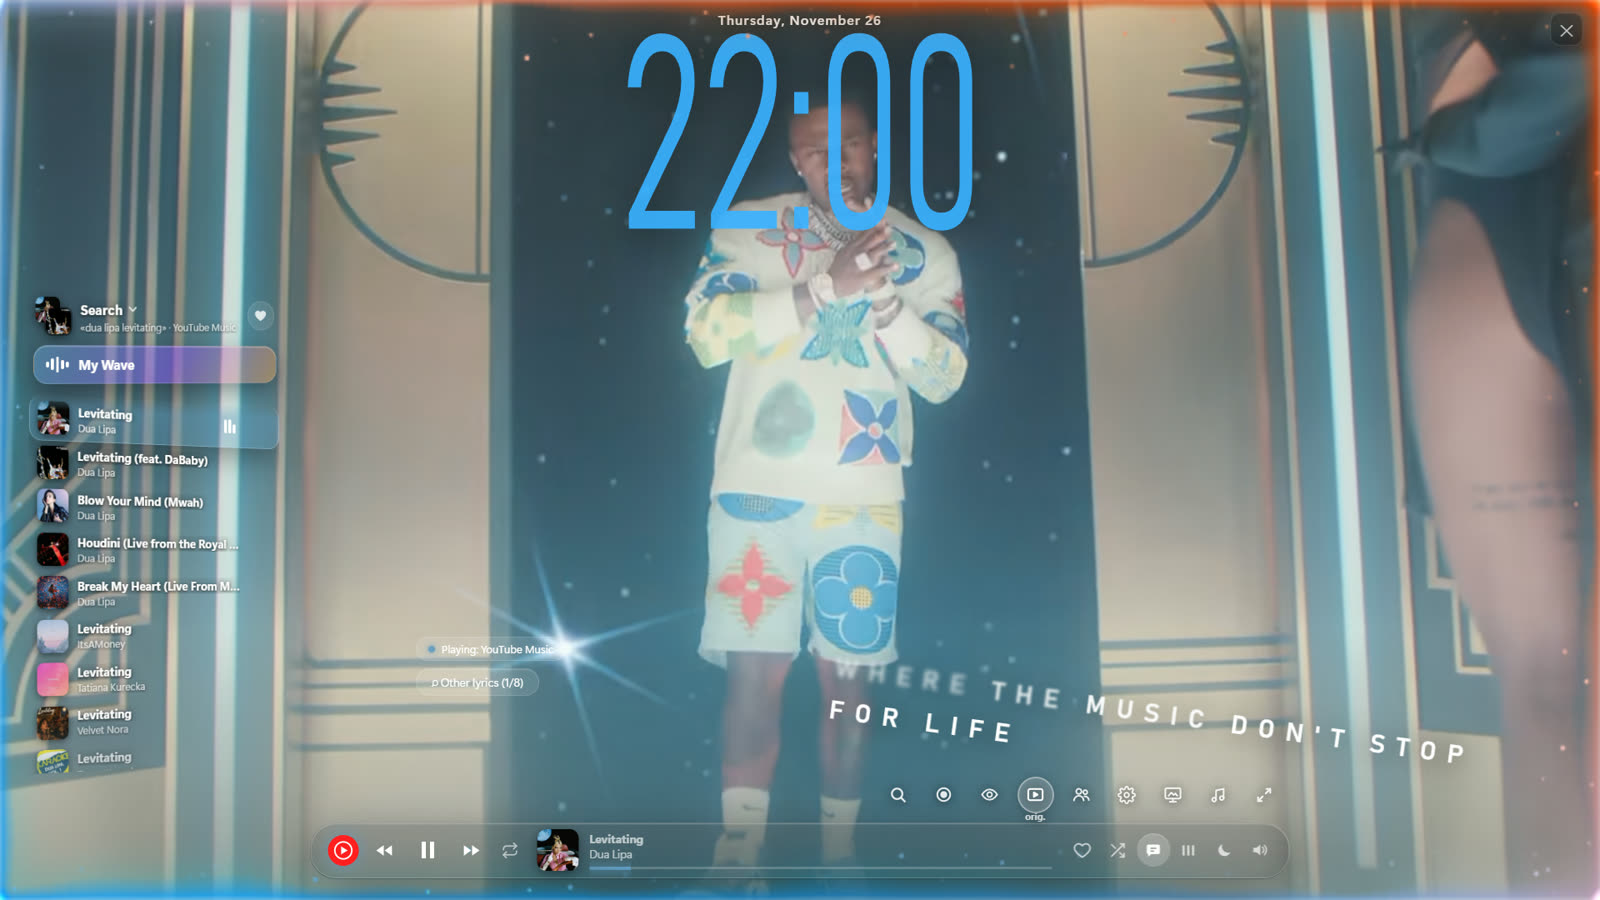 Thursday, November 26
22:00
Search
«dua lipa levitating» · YouTube Music
My Wave
Levitating
Dua Lipa
Levitating (feat. DaBaby)
Dua Lipa
Blow Your Mind (Mwah)
Dua Lipa
Houdini (Live from the Royal ...
Dua Lipa
Break My Heart (Live From M...
Dua Lipa
Levitating
ItsAMoney
Levitating
Tatiana Kurecka
Levitating
Velvet Nora
Levitating
Playing: YouTube Music
Other lyrics (1/8)
WHERE THE MUSIC DON'T STOP
FOR LIFE
orig.
Levitating
Dua Lipa